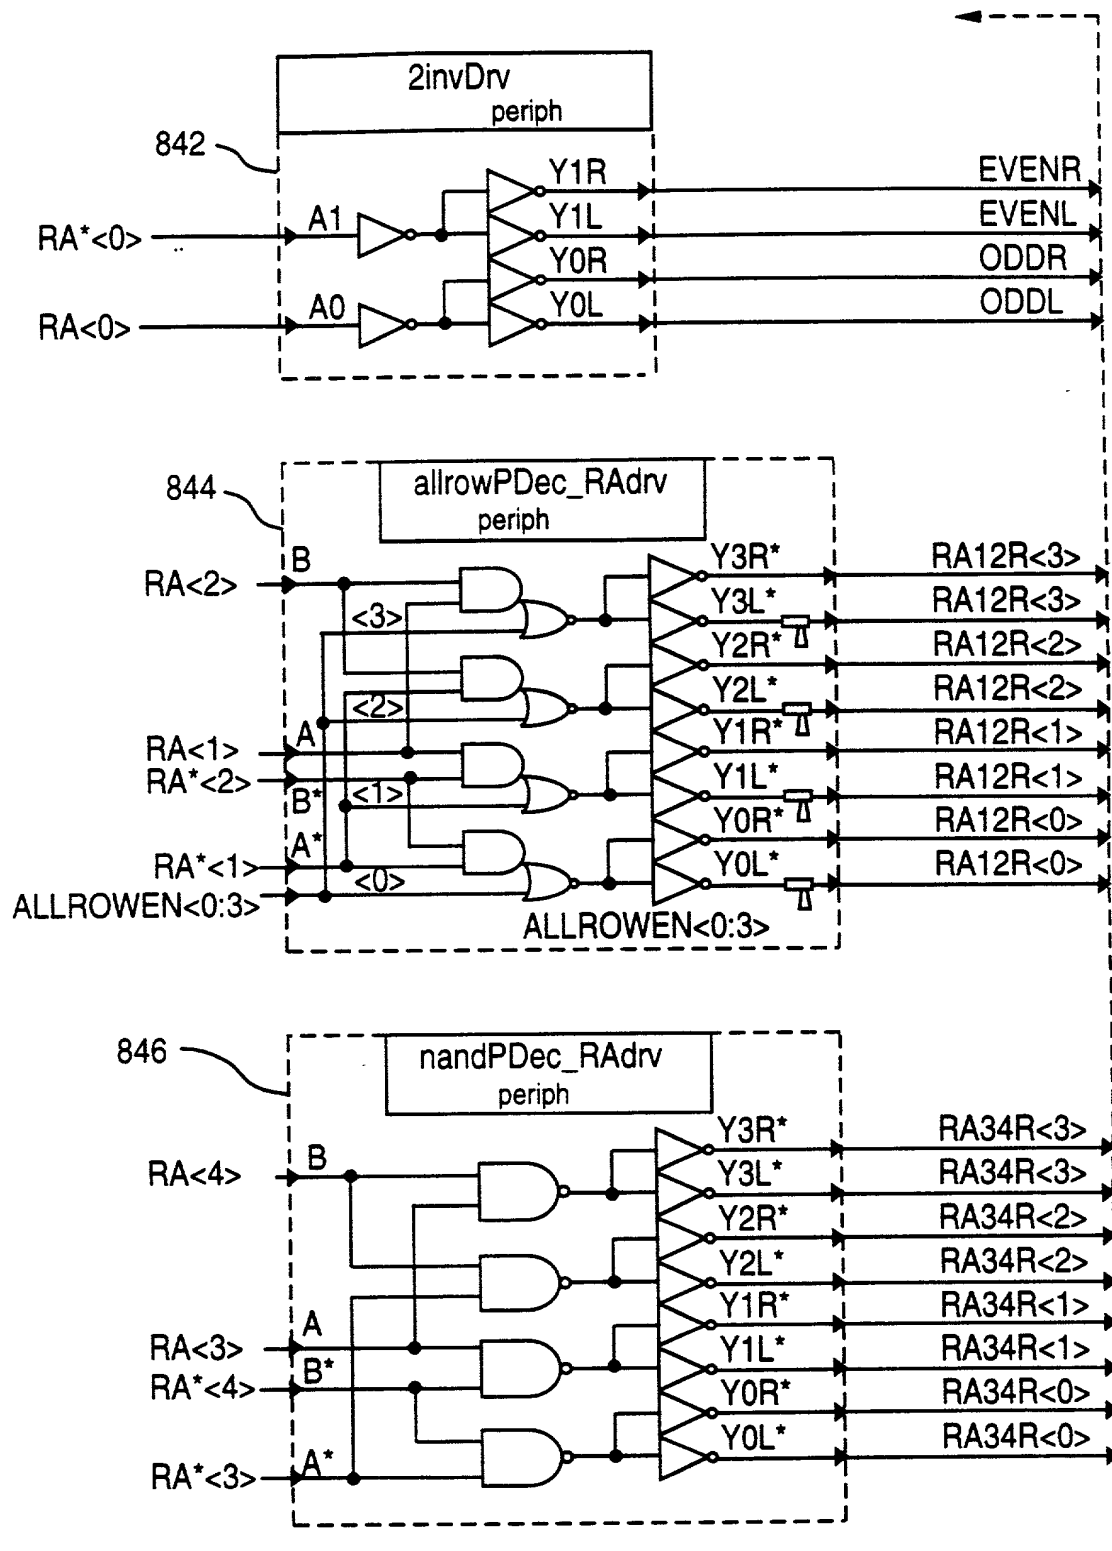 2invDrv
periph
842
Y1R
EVENR
RA*<0>
A1
Y1L
EVENL
Y0R
ODDR
RA<0>
A0
Y0L
ODDL
allrowPDec_RAdrv
periph
844
B
RA<2>
Y3R*
RA12R<3>
<3>
Y3L*
RA12R<3>
Y2R*
RA12R<2>
<2>
Y2L*
RA12R<2>
RA<1>
A
Y1R*
RA12R<1>
RA*<2>
B*
<1>
Y1L*
RA12R<1>
A*
Y0R*
RA12R<0>
RA*<1>
<0>
Y0L*
RA12R<0>
ALLROWEN<0:3>
ALLROWEN<0:3>
nandPDec_RAdrv
periph
846
Y3R*
RA34R<3>
RA<4>
B
Y3L*
RA34R<3>
Y2R*
RA34R<2>
Y2L*
RA34R<2>
A
Y1R*
RA34R<1>
RA<3>
Y1L*
RA34R<1>
RA*<4>
B*
Y0R*
RA34R<0>
Y0L*
RA34R<0>
RA*<3>
A*